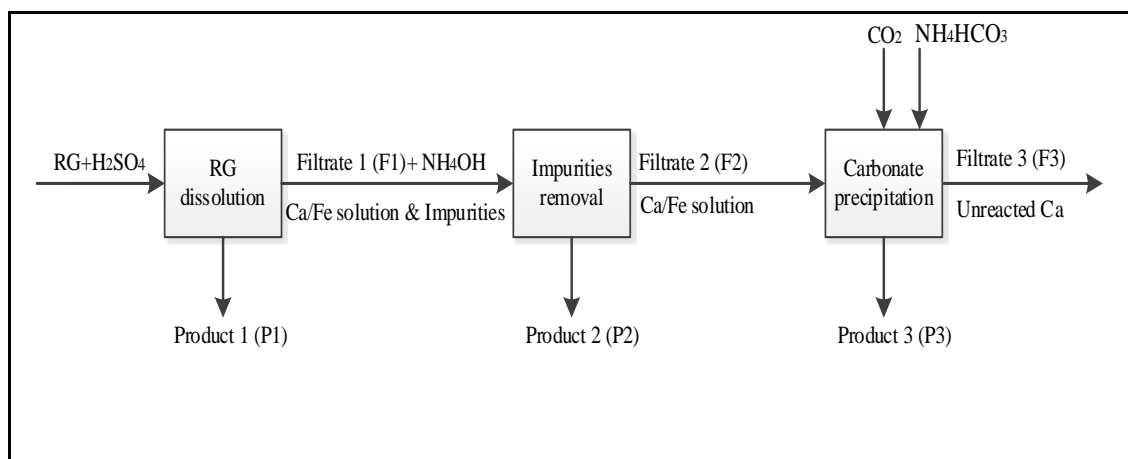 CO2
NH4HCO3
RG+H2SO4
RG
dissolution
Filtrate 1 (F1)+ NH4OH
Ca/Fe solution & Impurities
Impurities
removal
Filtrate 2 (F2)
Ca/Fe solution
Carbonate
precipitation
Filtrate 3 (F3)
Unreacted Ca
Product 1 (P1)
Product 2 (P2)
Product 3 (P3)